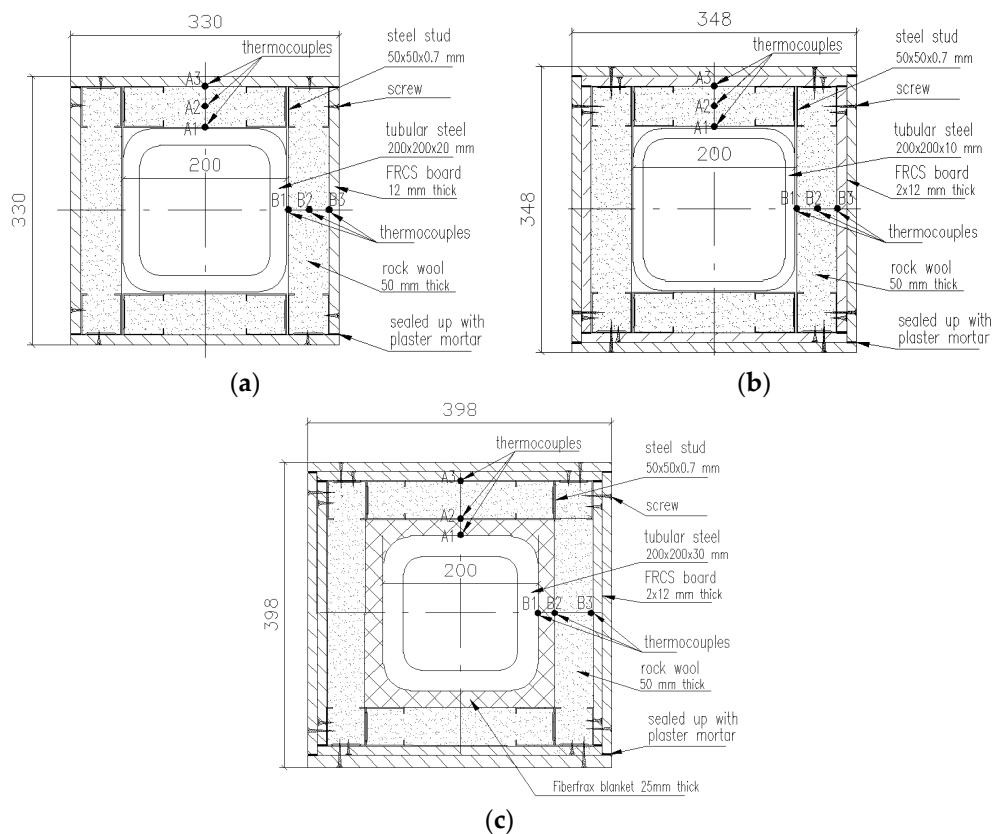 330
thermocouples
steel stud
50x50x0.7 mm
screw
tubular steel
200x200x20 mm
FRCS board
12 mm thick
thermocouples
rock wool
50 mm thick
sealed up with
plaster mortar
330
200
A3
A2
A1
B1
B2
B3
(a)
348
thermocouples
steel stud
50x50x0.7 mm
screw
tubular steel
200x200x10 mm
FRCS board
2x12 mm thick
thermocouples
rock wool
50 mm thick
sealed up with
plaster mortar
348
200
A3
A2
A1
B1
B2
B3
(b)
398
thermocouples
steel stud
50x50x0.7 mm
screw
tubular steel
200x200x30 mm
FRCS board
2x12 mm thick
thermocouples
rock wool
50 mm thick
sealed up with
plaster mortar
398
200
A3
A2
A1
B1
B2
B3
Fiberfrax blanket 25mm thick
(c)